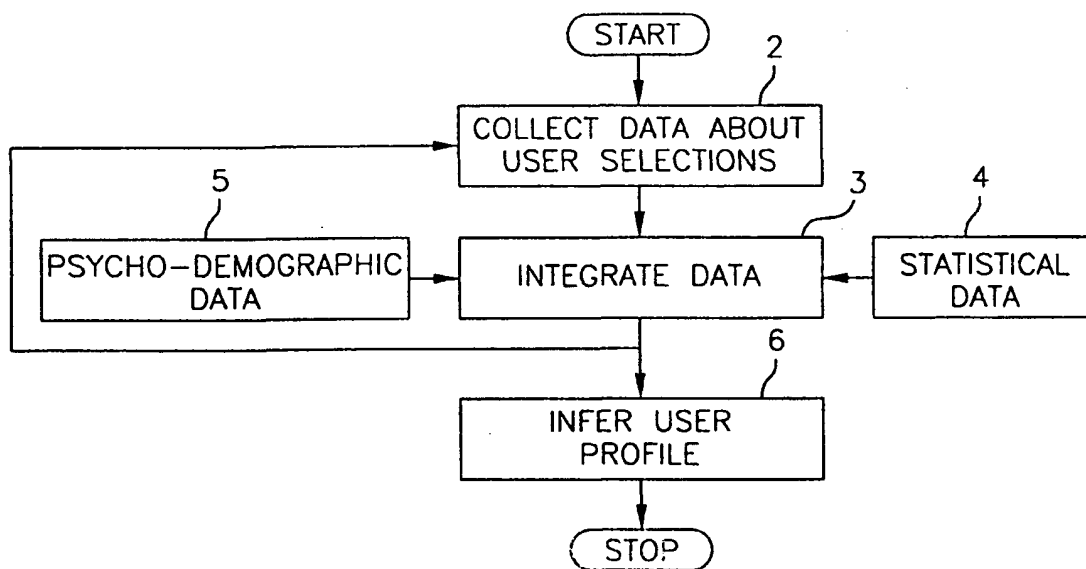 START
2
COLLECT DATA ABOUT
USER SELECTIONS
5
3
4
PSYCHO-DEMOGRAPHIC
DATA
INTEGRATE DATA
STATISTICAL
DATA
6
INFER USER
PROFILE
STOP